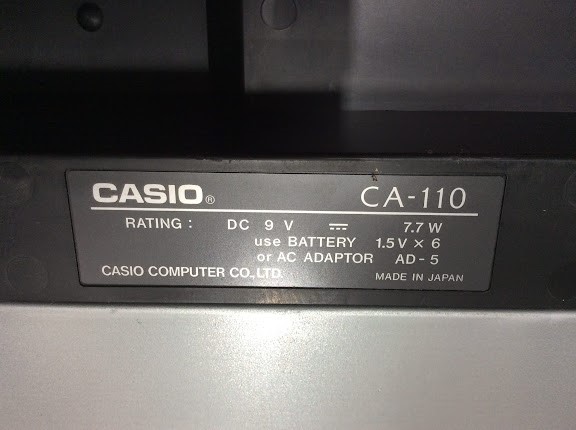 CASIO® CA-110
RATING : DC 9 V ⎓ 7.7 W
use BATTERY 1.5 V × 6
or AC ADAPTOR AD - 5
CASIO COMPUTER CO., LTD. MADE IN JAPAN